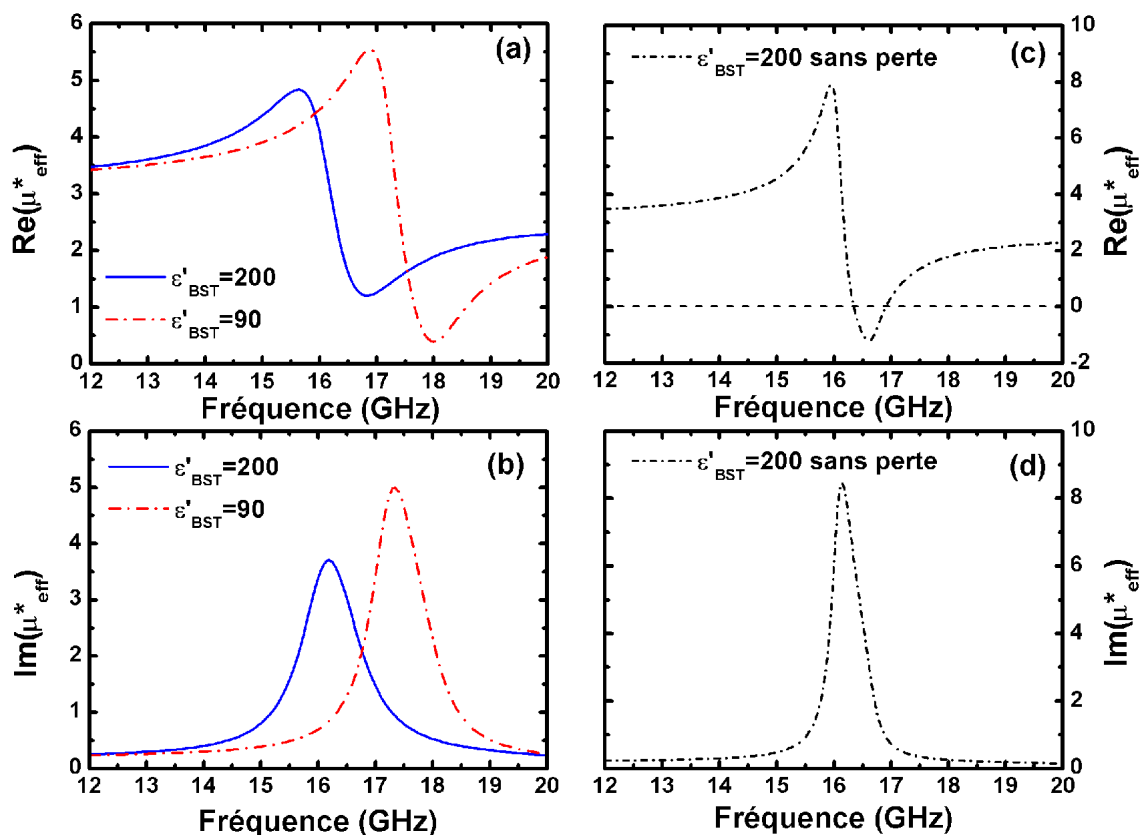 (a)
6
5
4
3
2
1
0
Re(μ*eff)
ε'BST=200
ε'BST=90
12 13 14 15 16 17 18 19 20
Fréquence (GHz)
(c)
ε'BST=200 sans perte
10
8
6
4
2
0
-2
Re(μ*eff)
12 13 14 15 16 17 18 19 20
Fréquence (GHz)
(b)
6
5
4
3
2
1
0
Im(μ*eff)
ε'BST=200
ε'BST=90
12 13 14 15 16 17 18 19 20
Fréquence (GHz)
(d)
ε'BST=200 sans perte
10
8
6
4
2
0
Im(μ*eff)
12 13 14 15 16 17 18 19 20
Fréquence (GHz)